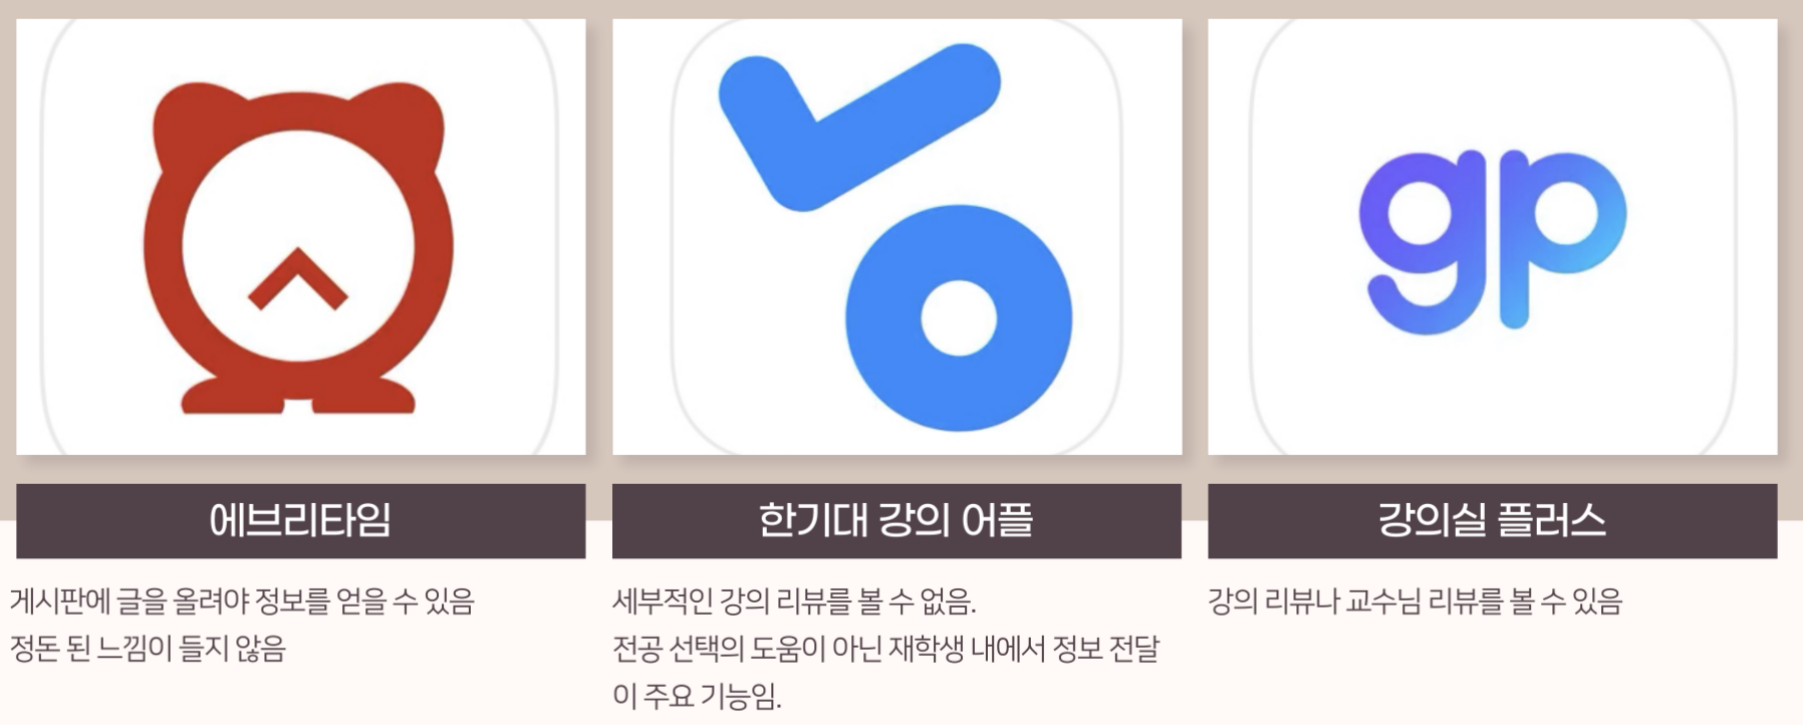 gp
에브리타임
한기대 강의 어플
강의실 플러스
게시판에 글을 올려야 정보를 얻을 수 있음
정돈 된 느낌이 들지 않음
세부적인 강의 리뷰를 볼 수 없음.
전공 선택의 도움이 아닌 재학생 내에서 정보 전달
이 주요 기능임.
강의 리뷰나 교수님 리뷰를 볼 수 있음